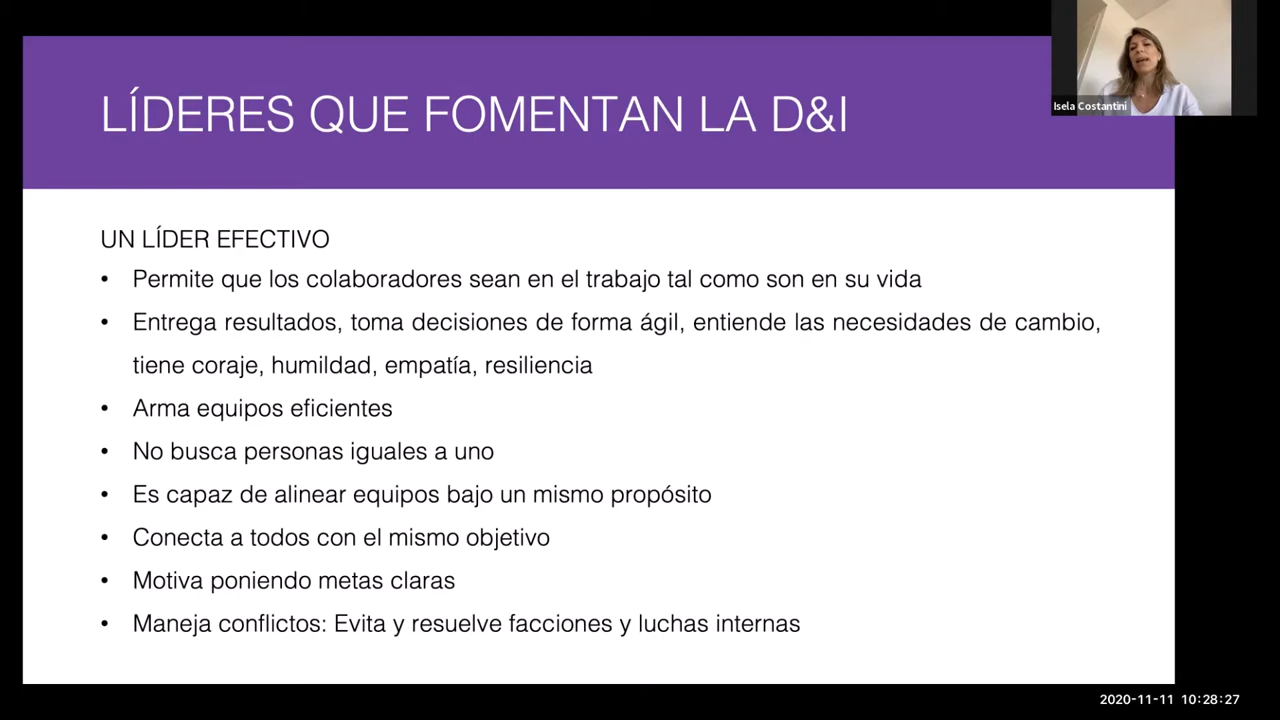 Isela Costantini
LÍDERES QUE FOMENTAN LA D&I
UN LÍDER EFECTIVO
• Permite que los colaboradores sean en el trabajo tal como son en su vida
• Entrega resultados, toma decisiones de forma ágil, entiende las necesidades de cambio,
tiene coraje, humildad, empatía, resiliencia
• Arma equipos eficientes
• No busca personas iguales a uno
• Es capaz de alinear equipos bajo un mismo propósito
• Conecta a todos con el mismo objetivo
• Motiva poniendo metas claras
• Maneja conflictos: Evita y resuelve facciones y luchas internas
2020-11-11 10:28:27